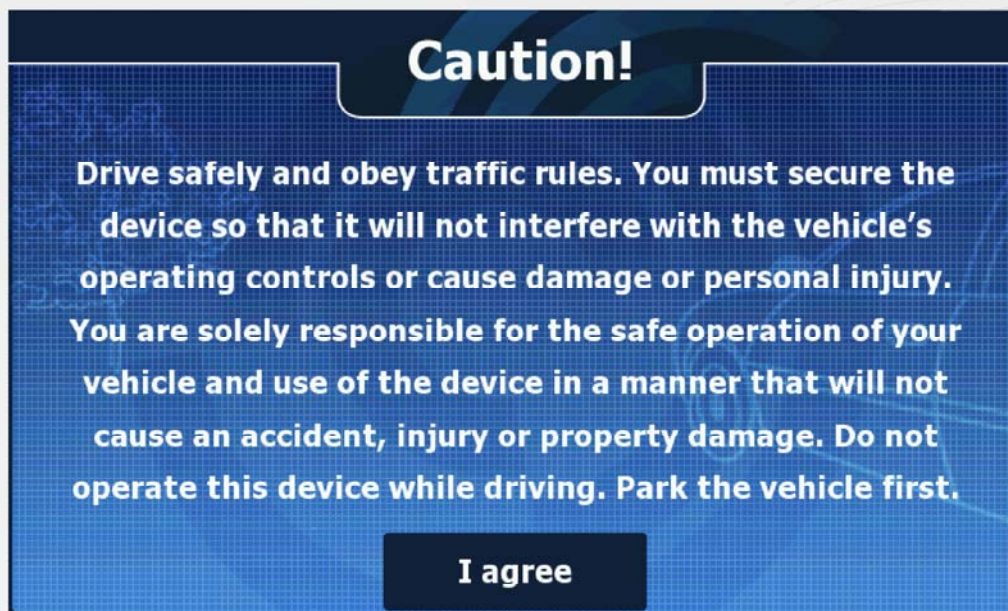 Caution!
Drive safely and obey traffic rules. You must secure the
device so that it will not interfere with the vehicle’s
operating controls or cause damage or personal injury.
You are solely responsible for the safe operation of your
vehicle and use of the device in a manner that will not
cause an accident, injury or property damage. Do not
operate this device while driving. Park the vehicle first.
I agree